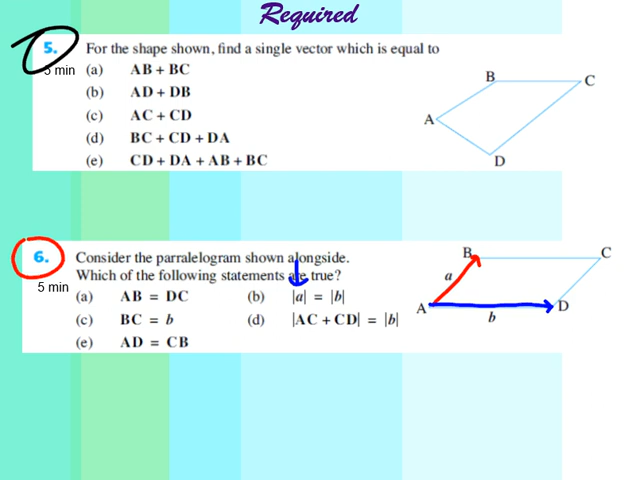 Required
5. For the shape shown, find a single vector which is equal to
5 min (a) AB + BC
(b) AD + DB
(c) AC + CD
(d) BC + CD + DA
(e) CD + DA + AB + BC
B
C
A
D
6. Consider the parralelogram shown alongside.
Which of the following statements are true?
5 min
(a) AB = DC (b) |a| = |b|
(c) BC = b (d) |AC + CD| = |b|
(e) AD = CB
B
C
a
A
D
b